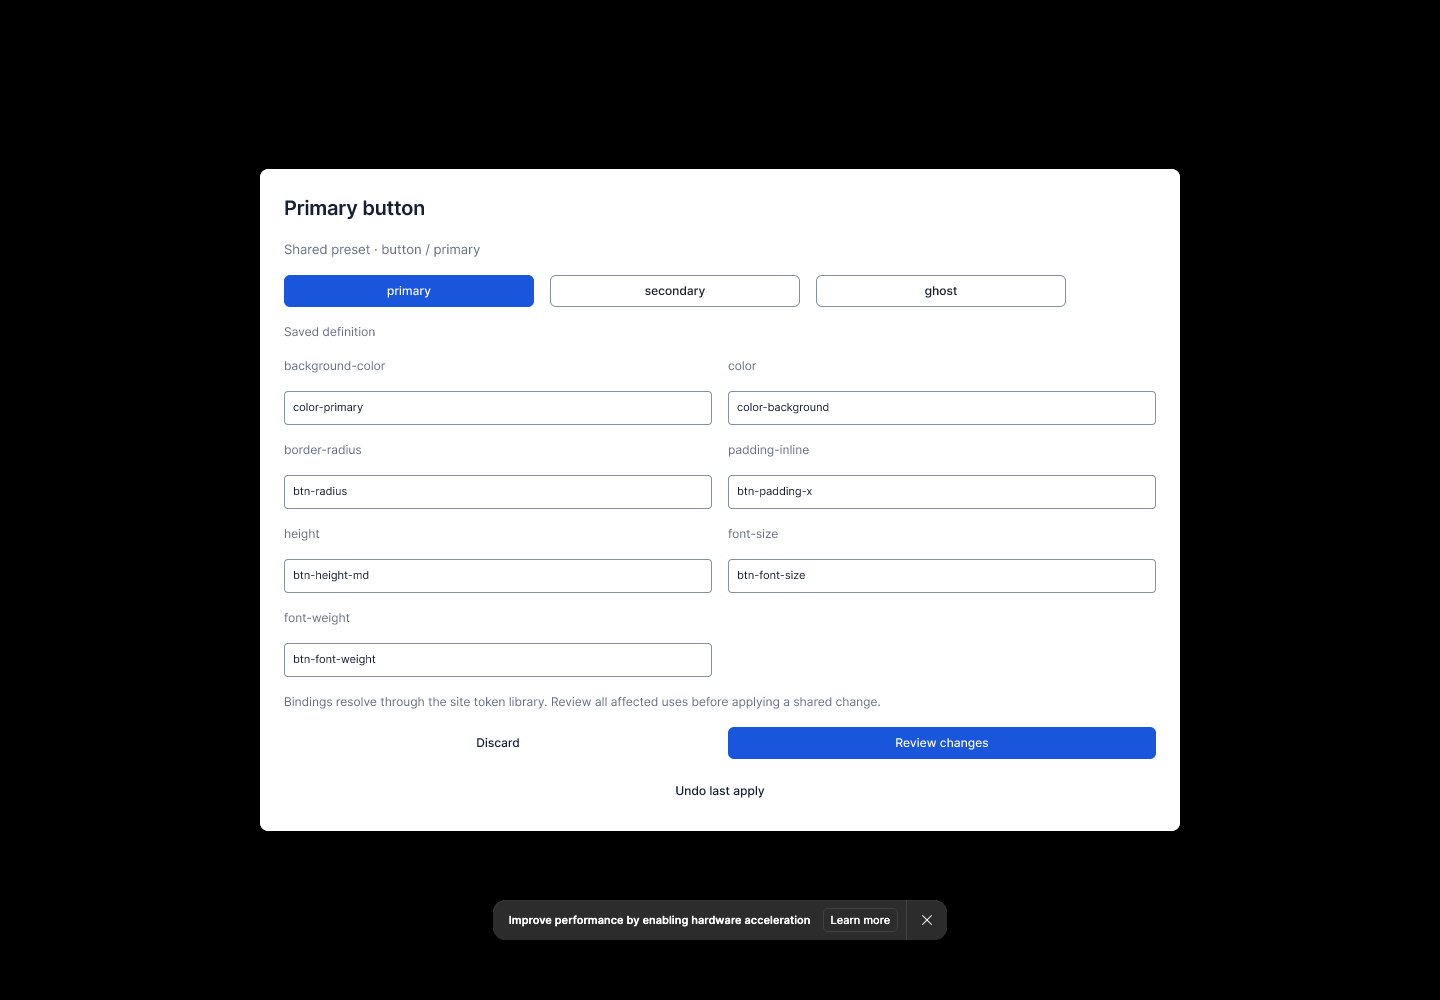 Primary button
Shared preset · button / primary
primary
secondary
ghost
Saved definition
background-color
color
color-primary
color-background
border-radius
padding-inline
btn-radius
btn-padding-x
height
font-size
btn-height-md
btn-font-size
font-weight
btn-font-weight
Bindings resolve through the site token library. Review all affected uses before applying a shared change.
Discard
Review changes
Undo last apply
Improve performance by enabling hardware acceleration
Learn more